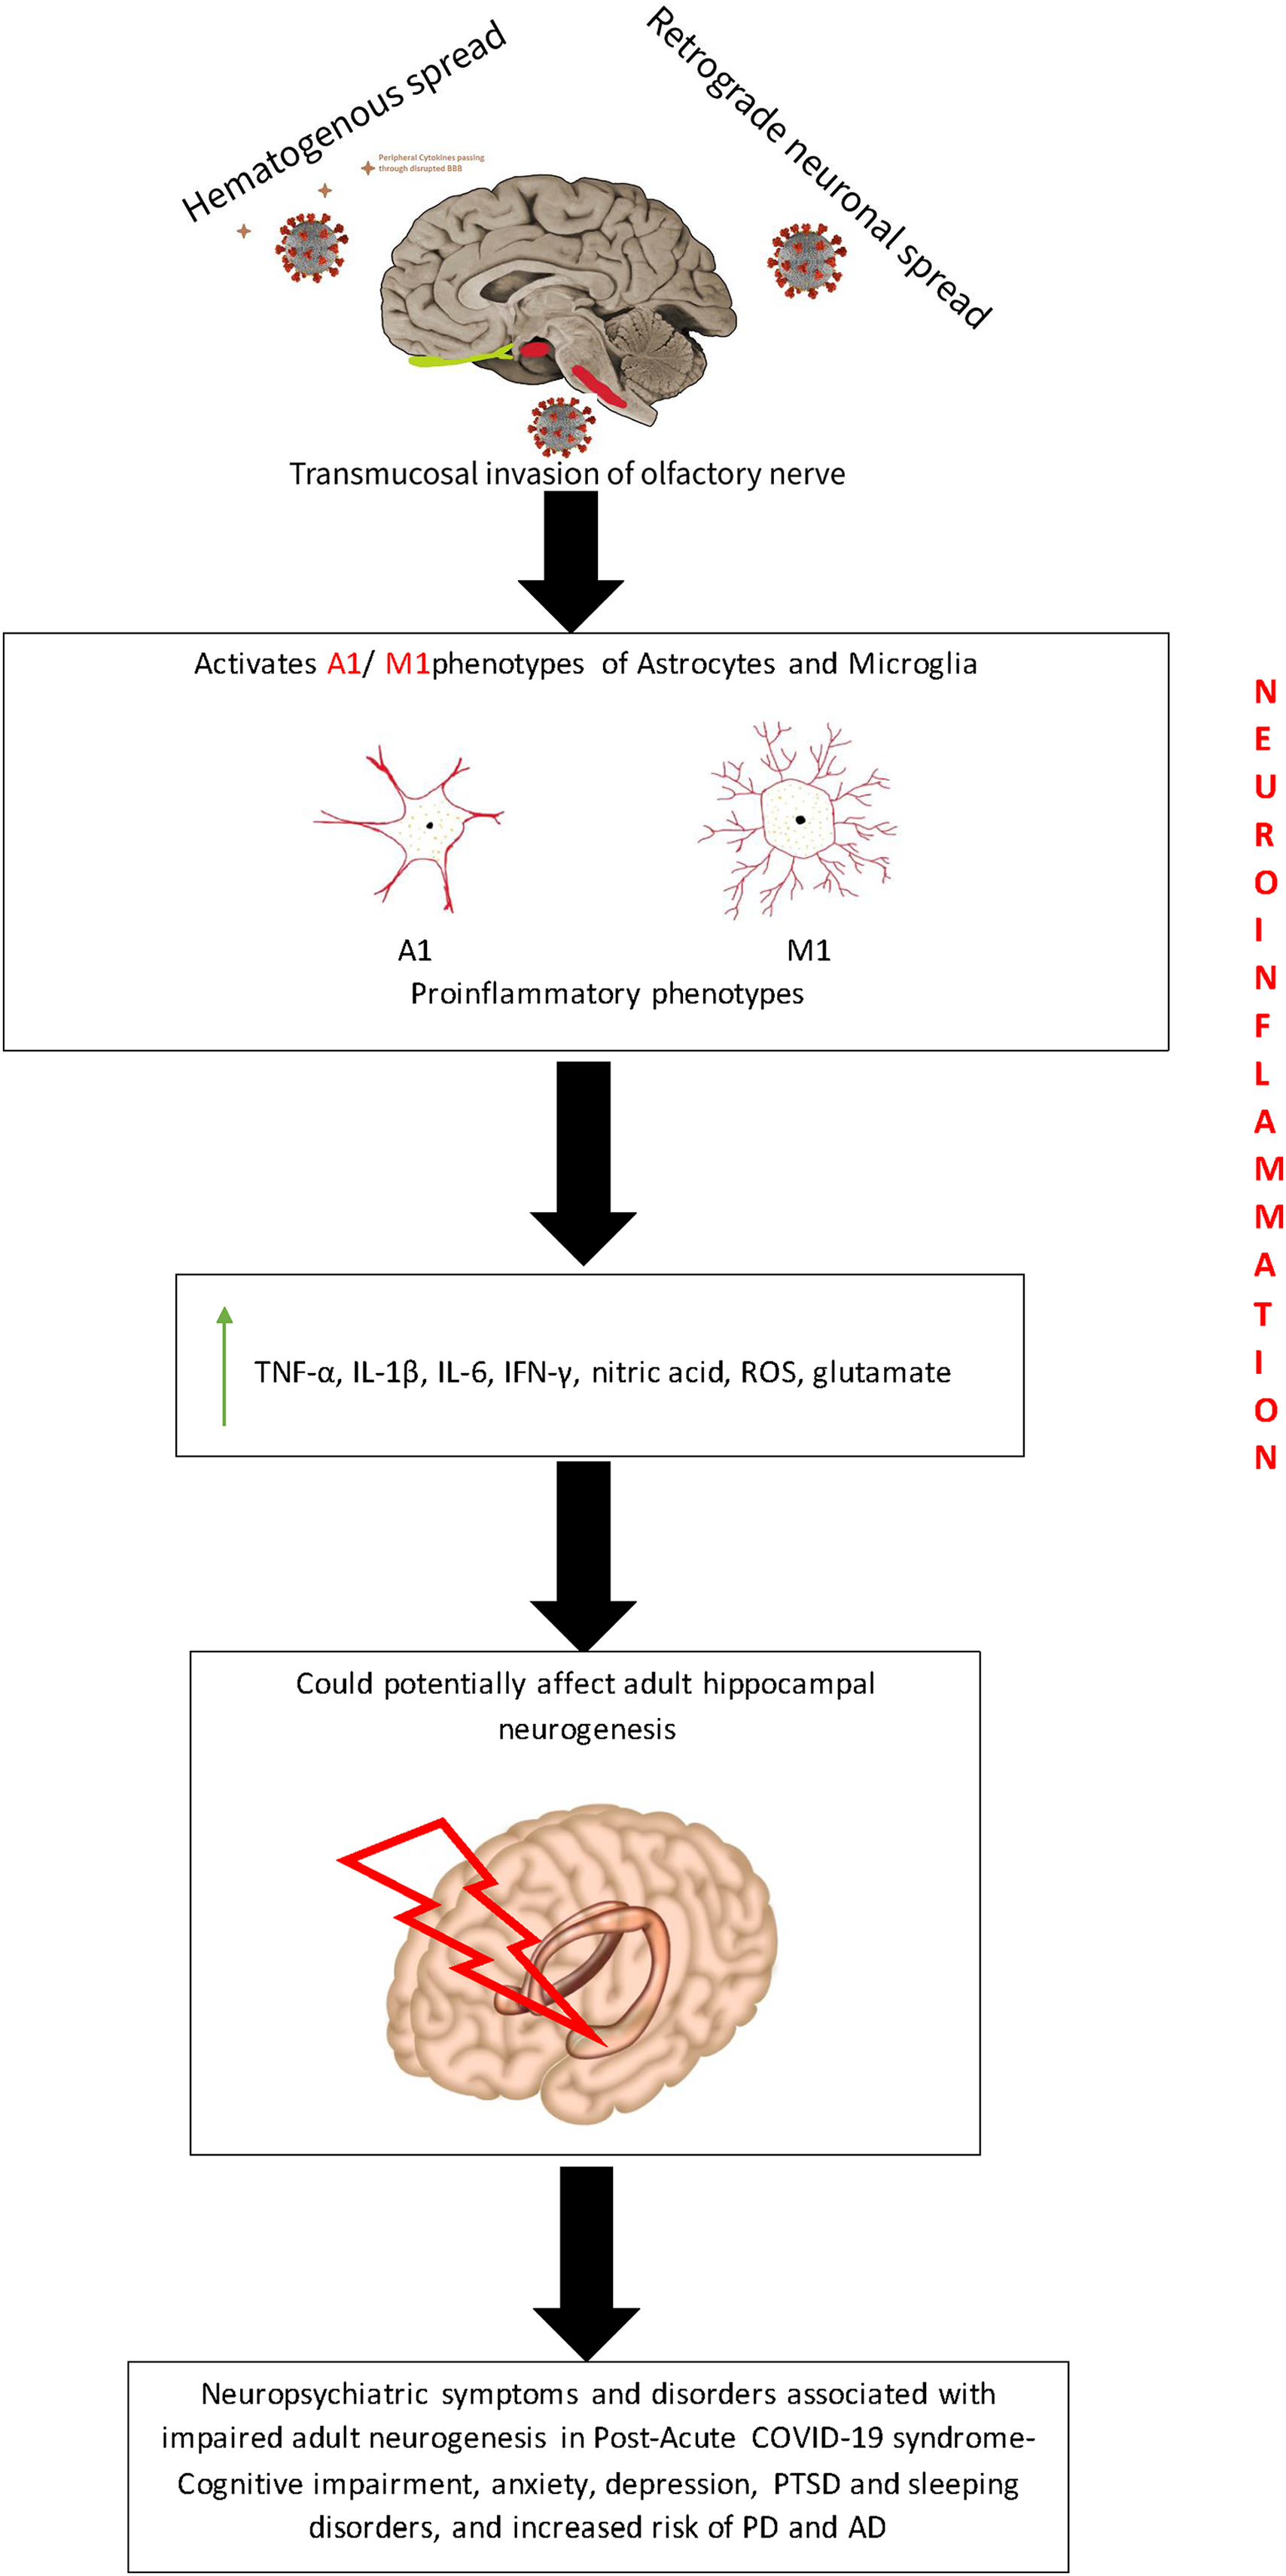 Hematogenous spread
Retrograde neuronal spread
Peripheral Cytokines passing
through disrupted BBB
Transmucosal invasion of olfactory nerve
Activates A1/ M1phenotypes of Astrocytes and Microglia
A1
M1
Proinflammatory phenotypes
NEUROINFLAMMATION
TNF-α, IL-1β, IL-6, IFN-γ, nitric acid, ROS, glutamate
Could potentially affect adult hippocampal
neurogenesis
Neuropsychiatric symptoms and disorders associated with
impaired adult neurogenesis in Post-Acute COVID-19 syndrome-
Cognitive impairment, anxiety, depression, PTSD and sleeping
disorders, and increased risk of PD and AD